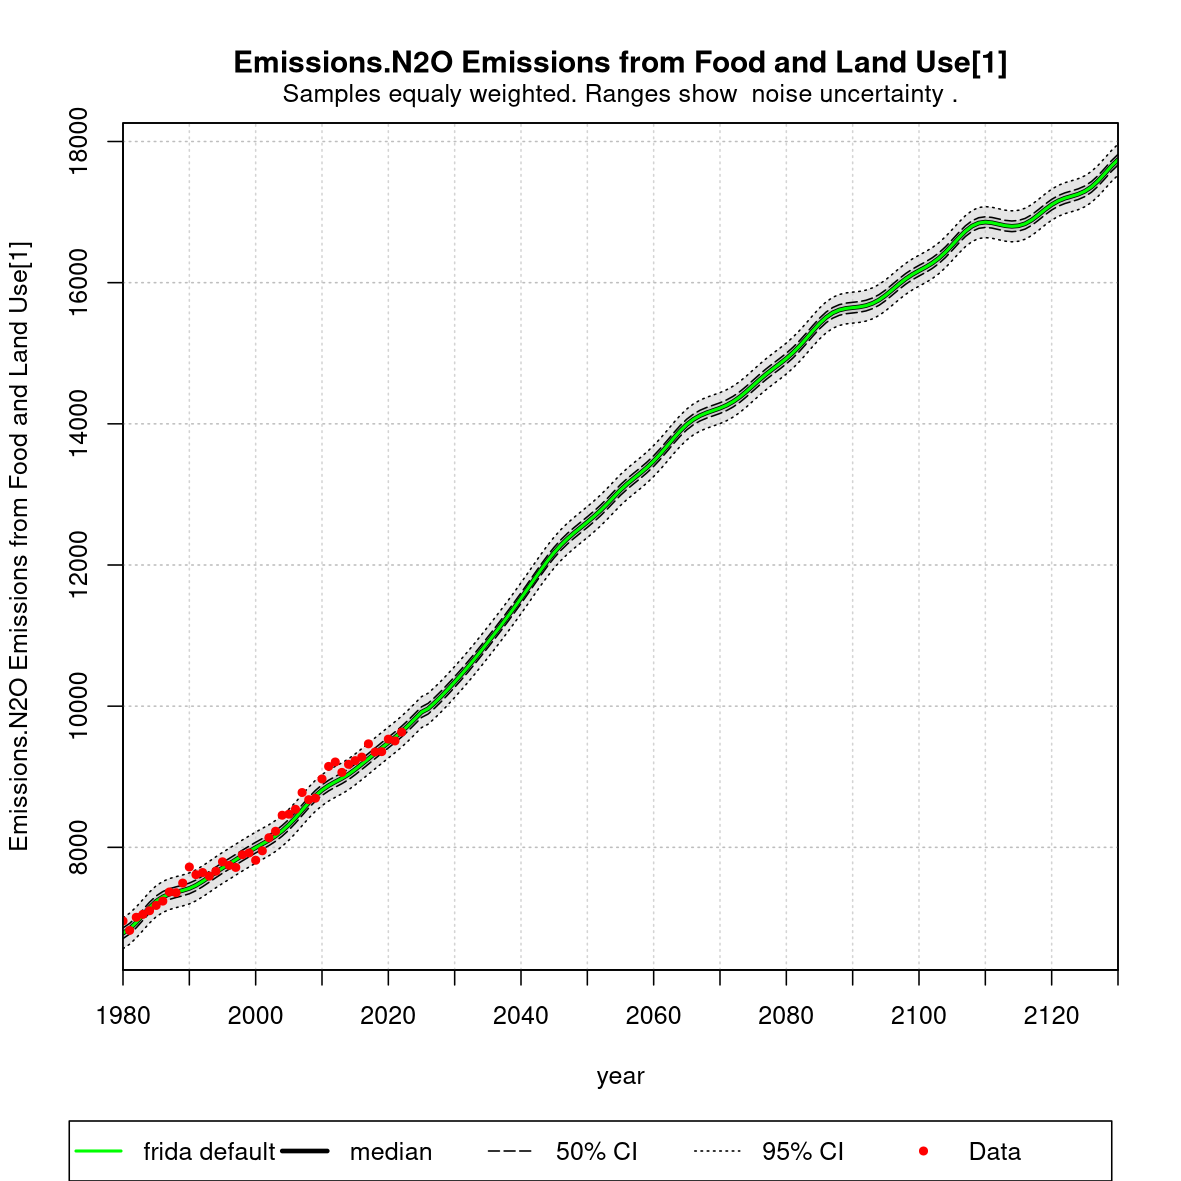 Emissions.N2O Emissions from Food and Land Use[1]
Samples equaly weighted. Ranges show  noise uncertainty .
Emissions.N2O Emissions from Food and Land Use[1]
18000
16000
14000
12000
10000
8000
1980 2000 2020 2040 2060 2080 2100 2120
year
frida default median 50% CI 95% CI Data